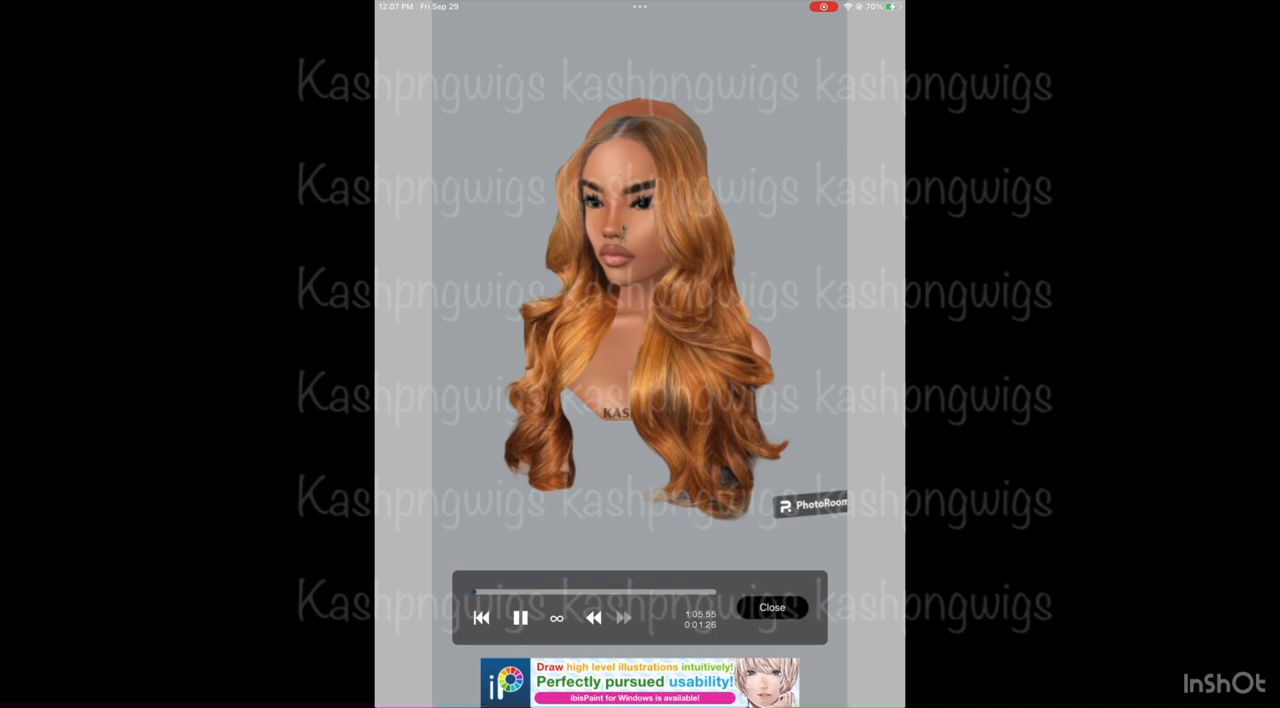 12:07 PM Fri Sep 29
70%
Kashpngwigs kashpngwigs kashpngwigs
Kashpngwigs kashpngwigs kashpngwigs
Kashpngwigs kashpngwigs kashpngwigs
Kashpngwigs kashpngwigs kashpngwigs
KAS
Kashpngwigs kashpngwigs kashpngwigs
PhotoRoom
Kashpngwigs kashpngwigs kashpngwigs
1:05:55
0:01:26
Close
Draw high level illustrations intuitively!
Perfectly pursued usability!
ibisPaint for Windows is available!
iP
InShOt